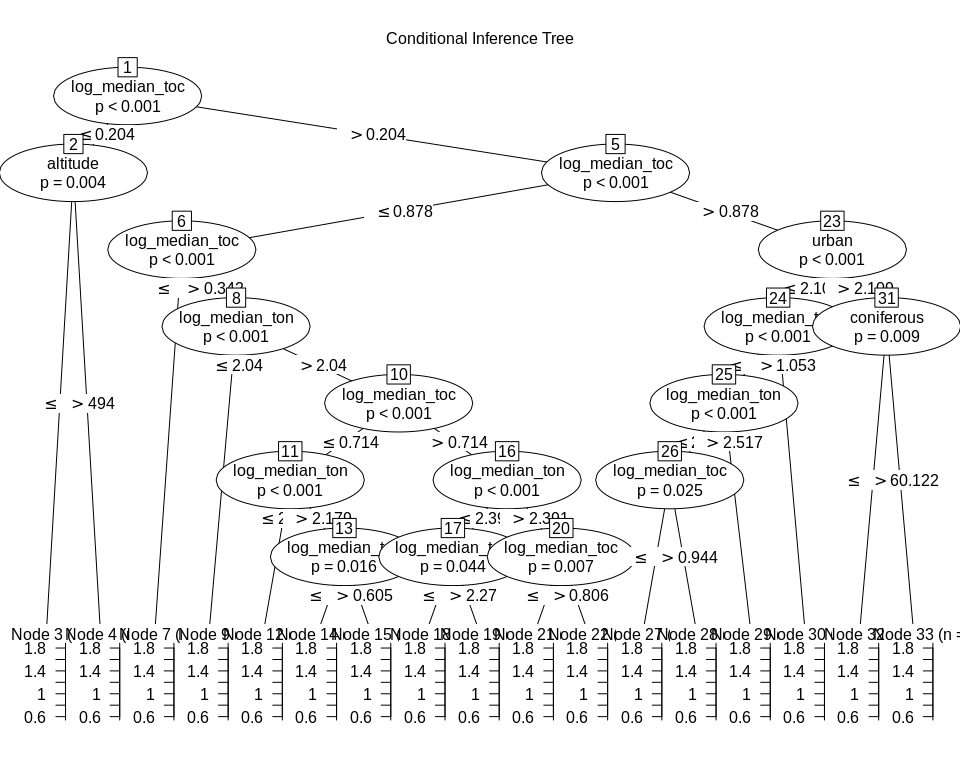 Conditional Inference Tree
1
log_median_toc
p < 0.001
≤ 0.204
> 0.204
2
altitude
p = 0.004
5
log_median_toc
p < 0.001
≤ 0.878
> 0.878
6
log_median_toc
p < 0.001
23
urban
p < 0.001
≤ > 0.342
≤ 2.10 > 2.109
8
log_median_ton
p < 0.001
24
log_median_t
p < 0.001
31
coniferous
p = 0.009
≤ 2.04
> 2.04
≤ > 1.053
10
log_median_toc
p < 0.001
25
log_median_ton
p < 0.001
≤ > 494
≤ 0.714
> 0.714
≤ 2 > 2.517
11
log_median_ton
p < 0.001
16
log_median_ton
p < 0.001
26
log_median_toc
p = 0.025
≤ > 60.122
≤ 2 > 2.179
≤ 2.39 > 2.391
13
log_median_t
p = 0.016
17
log_median_t
p = 0.044
20
log_median_toc
p = 0.007
≤ > 0.944
≤ > 0.605
≤ > 2.27
≤ > 0.806
Node 3 Node 4 Node 7 Node 9 Node 12 Node 14 Node 15 Node 18 Node 19 Node 21 Node 22 Node 27 Node 28 Node 29 Node 30 Node 32 Node 33 (n =
1.8 1.8 1.8 1.8 1.8 1.8 1.8 1.8 1.8 1.8 1.8 1.8 1.8 1.8 1.8 1.8 1.8
1.4 1.4 1.4 1.4 1.4 1.4 1.4 1.4 1.4 1.4 1.4 1.4 1.4 1.4 1.4 1.4 1.4
1 1 1 1 1 1 1 1 1 1 1 1 1 1 1 1 1
0.6 0.6 0.6 0.6 0.6 0.6 0.6 0.6 0.6 0.6 0.6 0.6 0.6 0.6 0.6 0.6 0.6